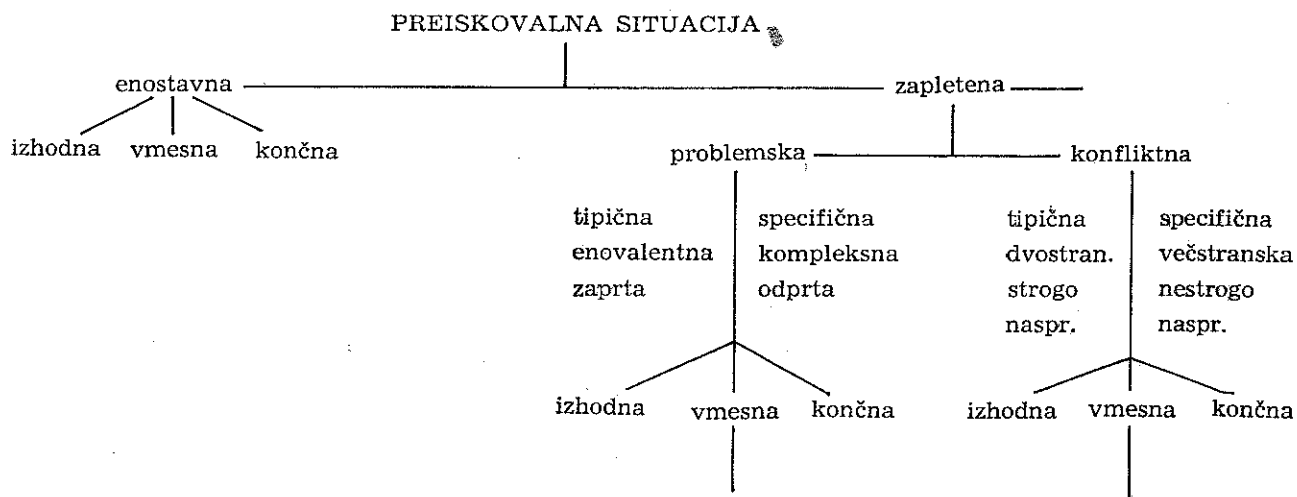 PREISKOVALNA SITUACIJA
enostavna zapletena
izhodna vmesna končna
problemska konfliktna
tipična specifična tipična specifična
enovalentna kompleksna dvostran. večstranska
zaprta odprta strogo nestrogo
naspr. naspr.
izhodna vmesna končna izhodna vmesna končna